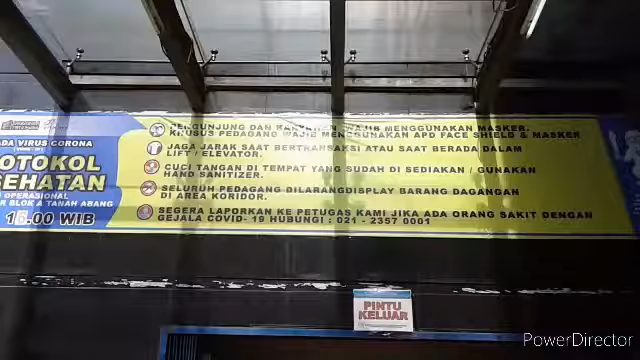 ADA VIRUS CORONA
OTOKOL
SEHATAN
OPERASIONAL
R BLOK A TANAH ABANG
16.00 WIB
PENGUNJUNG DAN KARYAWAN WAJIB MENGGUNAKAN MASKER.
KHUSUS PEDAGANG WAJIB MENGGUNAKAN APD FACE SHIELD & MASKER
JAGA JARAK SAAT BERTRANSAKSI ATAU SAAT BERADA DALAM
LIFT / ELEVATOR.
CUCI TANGAN DI TEMPAT YANG SUDAH DI SEDIAKAN / GUNAKAN
HAND SANITIZER.
SELURUH PEDAGANG DILARANGDISPLAY BARANG DAGANGAN
DI AREA KORIDOR.
SEGERA LAPORKAN KE PETUGAS KAMI JIKA ADA ORANG SAKIT DENGAN
GEJALA COVID- 19 HUBUNGI : 021 - 2357 0001
PINTU
KELUAR
PowerDirector